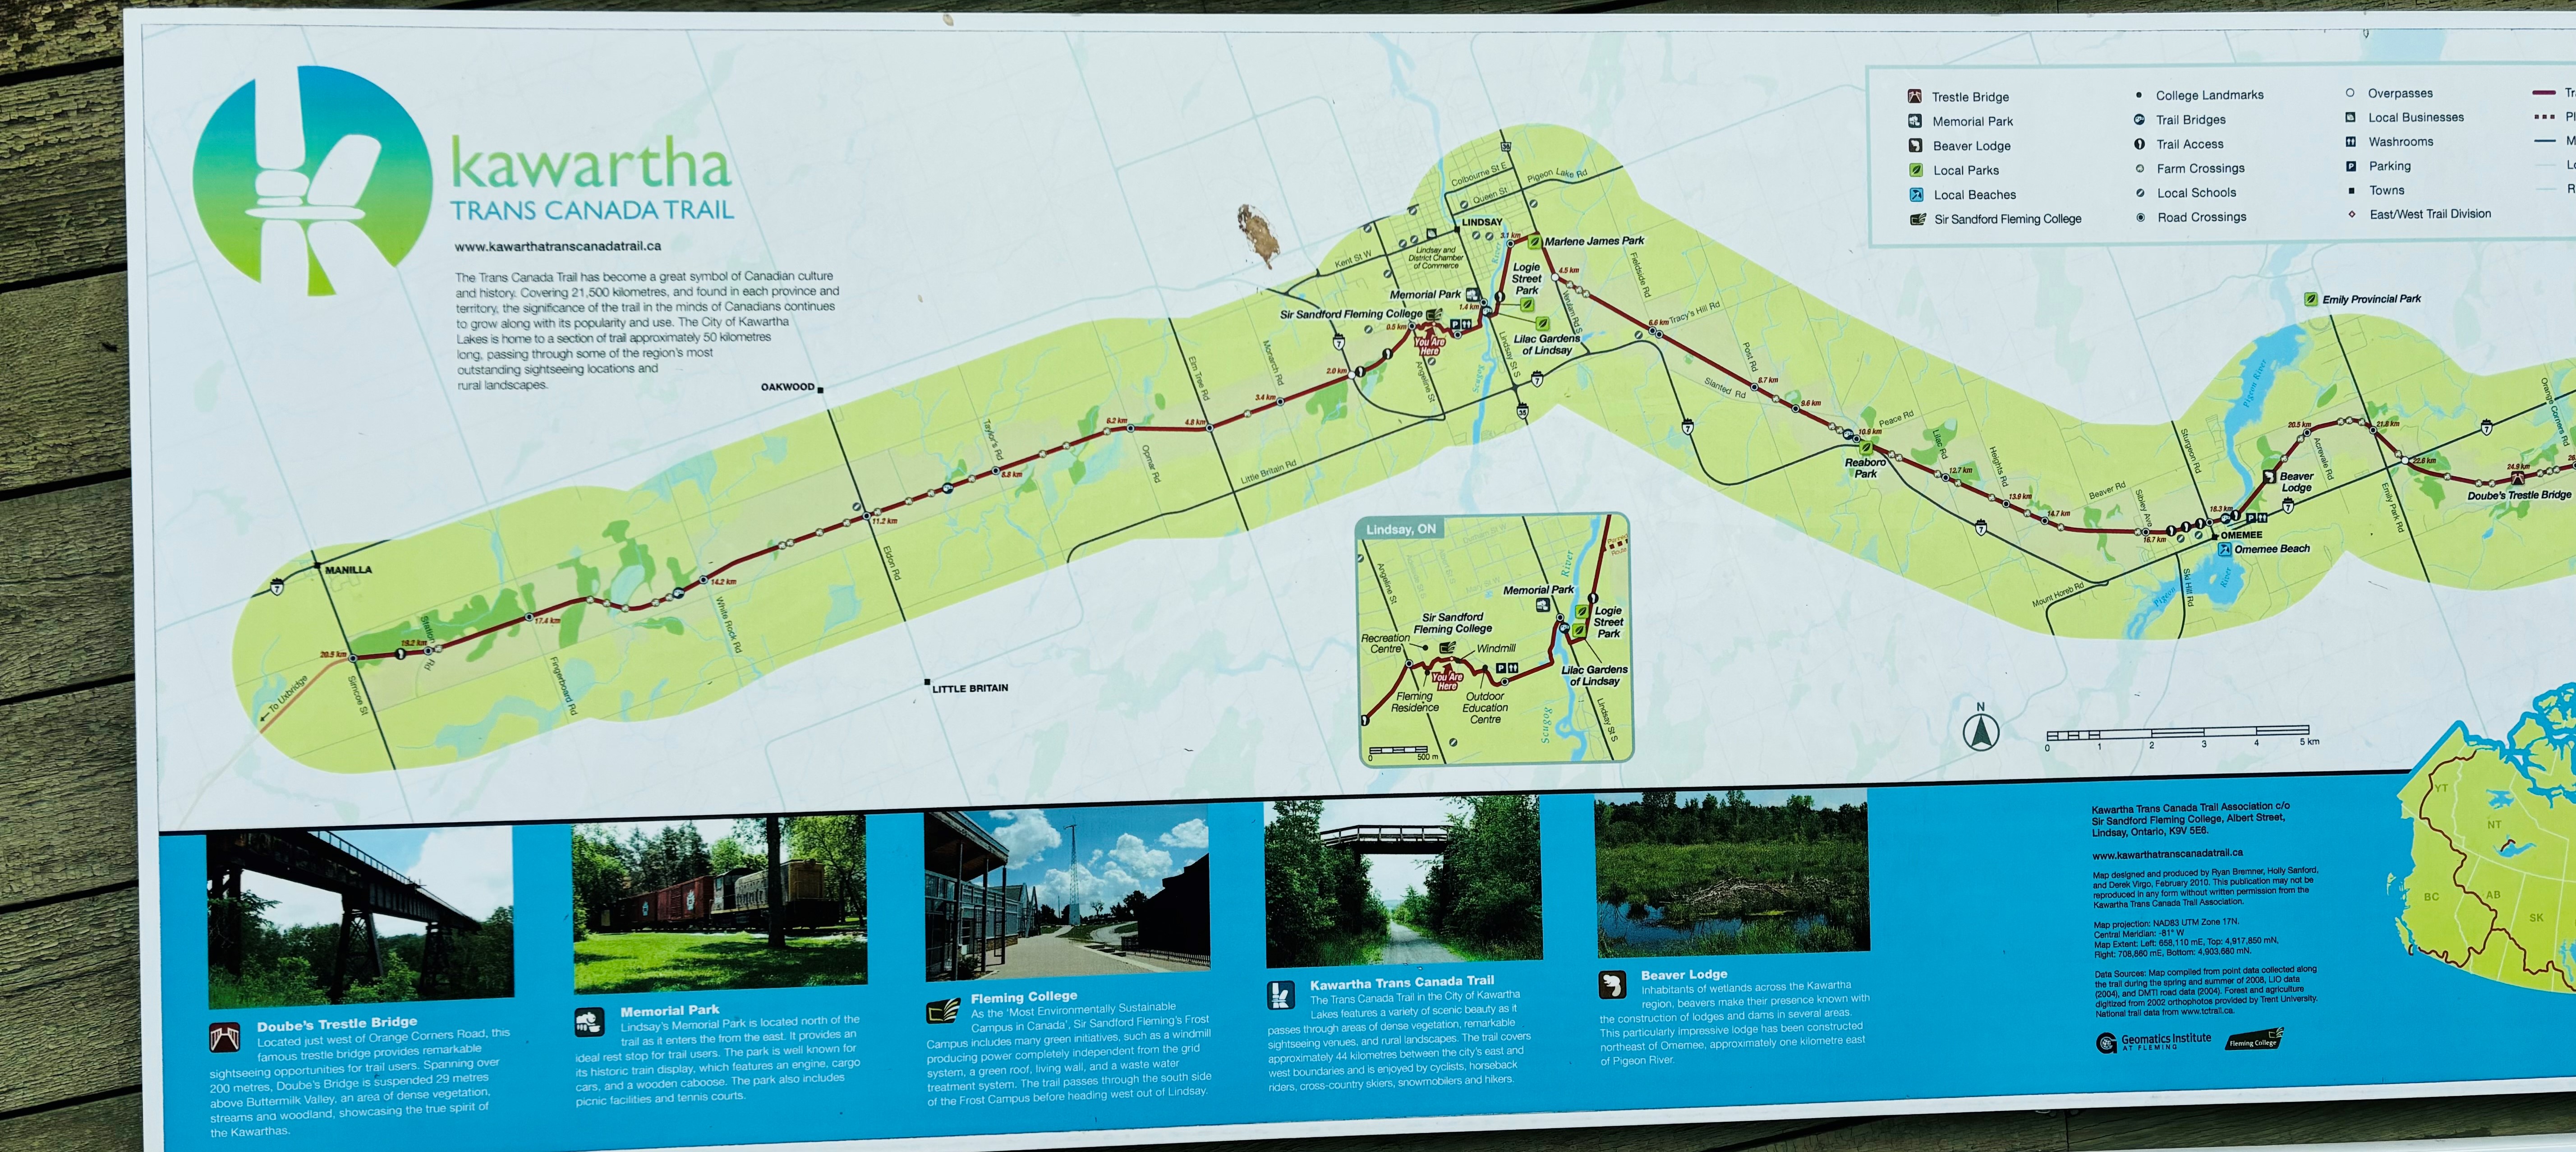 kawartha
TRANS CANADA TRAIL
www.kawarthatranscanadatrail.ca
The Trans Canada Trail has become a great symbol of Canadian culture
and history. Covering 21,500 kilometres, and found in each province and
territory, the significance of the trail in the minds of Canadians continues
to grow along with its popularity and use. The City of Kawartha
Lakes is home to a section of trail approximately 50 kilometres
long, passing through some of the region's most
outstanding sightseeing locations and
rural landscapes.
Trestle Bridge
Memorial Park
Beaver Lodge
Local Parks
Local Beaches
Sir Sandford Fleming College
College Landmarks
Trail Bridges
Trail Access
Farm Crossings
Local Schools
Road Crossings
Overpasses
Local Businesses
Washrooms
Parking
Towns
East/West Trail Division
MANILLA
7
20.5 km
To Uxbridge
Simcoe St
19.2 km
Station Rd
17.4 km
Fingerboard Rd
14.2 km
White Rock Rd
OAKWOOD
11.2 km
Eldon Rd
LITTLE BRITAIN
Taylor's Rd
8.8 km
6.2 km
Opmar Rd
4.8 km
Elm Tree Rd
3.4 km
Monarch Rd
Little Britain Rd
2.0 km
7
Kent St W
Sir Sandford Fleming College
0.5 km
You Are
Here
Angeline St
Memorial Park
1.4 km
Lindsay and
District Chamber
of Commerce
LINDSAY
Colbourne St E
Queen St
Pigeon Lake Rd
36
3.1 km
River
Scugog
Marlene James Park
Logie
Street
Park
Lilac Gardens
of Lindsay
Lindsay St S
7
35
4.5 km
Verulam Rd S
Fieldside Rd
6.6 km
Tracy's Hill Rd
7
Post Rd
8.7 km
Slanted Rd
9.6 km
10.9 km
Peace Rd
Reaboro
Park
Lilac Rd
12.7 km
Heights Rd
13.9 km
14.7 km
7
Beaver Rd
Sibley Ave
16.7 km
Mount Horeb Rd
Sturgeon Rd
18.3 km
OMEMEE
Omemee Beach
Pigeon River
Ski Hill Rd
Pigeon River
Emily Provincial Park
Beaver
Lodge
7
20.5 km
Acrevale Rd
21.8 km
22.6 km
Emily Park Rd
7
24.9 km
Doube's Trestle Bridge
Orange Corners Rd
Lindsay, ON
Angeline St
Memorial Park
River
Logie
Street
Park
Sir Sandford
Fleming College
Recreation
Centre
Windmill
You Are
Here
Fleming
Residence
Outdoor
Education
Centre
Lilac Gardens
of Lindsay
Scugog
Lindsay St S
0 500 m
N
0 1 2 3 4 5 km
YT
NT
BC
AB
SK
Doube's Trestle Bridge
Located just west of Orange Corners Road, this
famous trestle bridge provides remarkable
sightseeing opportunities for trail users. Spanning over
200 metres, Doube's Bridge is suspended 29 metres
above Buttermilk Valley, an area of dense vegetation,
streams and woodland, showcasing the true spirit of
the Kawarthas.
Memorial Park
Lindsay's Memorial Park is located north of the
trail as it enters the from the east. It provides an
ideal rest stop for trail users. The park is well known for
its historic train display, which features an engine, cargo
cars, and a wooden caboose. The park also includes
picnic facilities and tennis courts.
Fleming College
As the 'Most Environmentally Sustainable
Campus in Canada', Sir Sandford Fleming's Frost
Campus includes many green initiatives, such as a windmill
producing power completely independent from the grid
system, a green roof, living wall, and a waste water
treatment system. The trail passes through the south side
of the Frost Campus before heading west out of Lindsay.
Kawartha Trans Canada Trail
The Trans Canada Trail in the City of Kawartha
Lakes features a variety of scenic beauty as it
passes through areas of dense vegetation, remarkable
sightseeing venues, and rural landscapes. The trail covers
approximately 44 kilometres between the city's east and
west boundaries and is enjoyed by cyclists, horseback
riders, cross-country skiers, snowmobilers and hikers.
Beaver Lodge
Inhabitants of wetlands across the Kawartha
region, beavers make their presence known with
the construction of lodges and dams in several areas.
This particularly impressive lodge has been constructed
northeast of Omemee, approximately one kilometre east
of Pigeon River.
Kawartha Trans Canada Trail Association c/o
Sir Sandford Fleming College, Albert Street,
Lindsay, Ontario, K9V 5E6.
www.kawarthatranscanadatrail.ca
Map designed and produced by Ryan Bremner, Holly Sanford,
and Derek Virgo, February 2010. This publication may not be
reproduced in any form without written permission from the
Kawartha Trans Canada Trail Association.
Map projection: NAD83 UTM Zone 17N.
Central Meridian: -81° W
Map Extent: Left: 658,110 mE, Top: 4,917,850 mN,
Right: 706,860 mE, Bottom: 4,903,680 mN.
Data Sources: Map compiled from point data collected along
the trail during the spring and summer of 2008, LIO data
(2004), and DMTI road data (2004). Forest and agriculture
digitized from 2002 orthophotos provided by Trent University.
National trail data from www.tctrail.ca.
Geomatics Institute
AT FLEMING
Fleming College